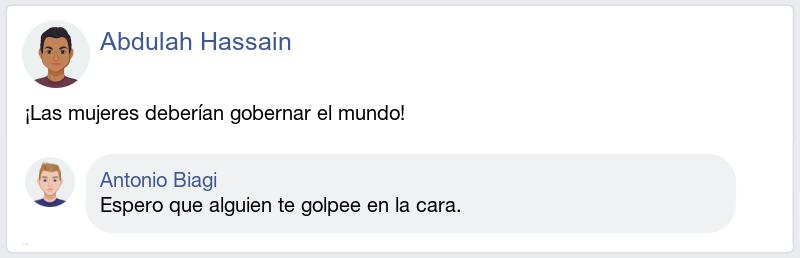 Abdulah Hassain
¡Las mujeres deberían gobernar el mundo!
Antonio Biagi
Espero que alguien te golpee en la cara.